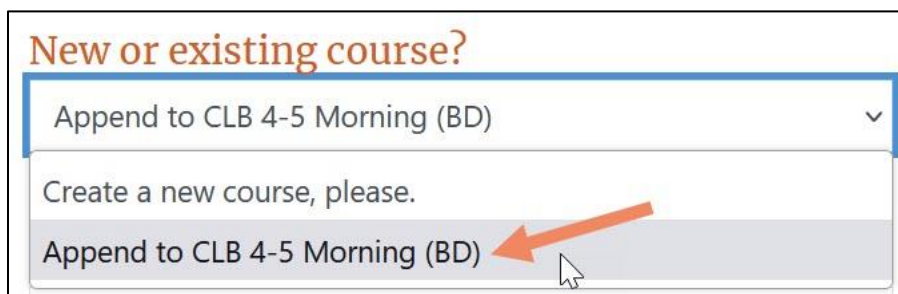 New or existing course?
Append to CLB 4-5 Morning (BD)
Create a new course, please.
Append to CLB 4-5 Morning (BD)